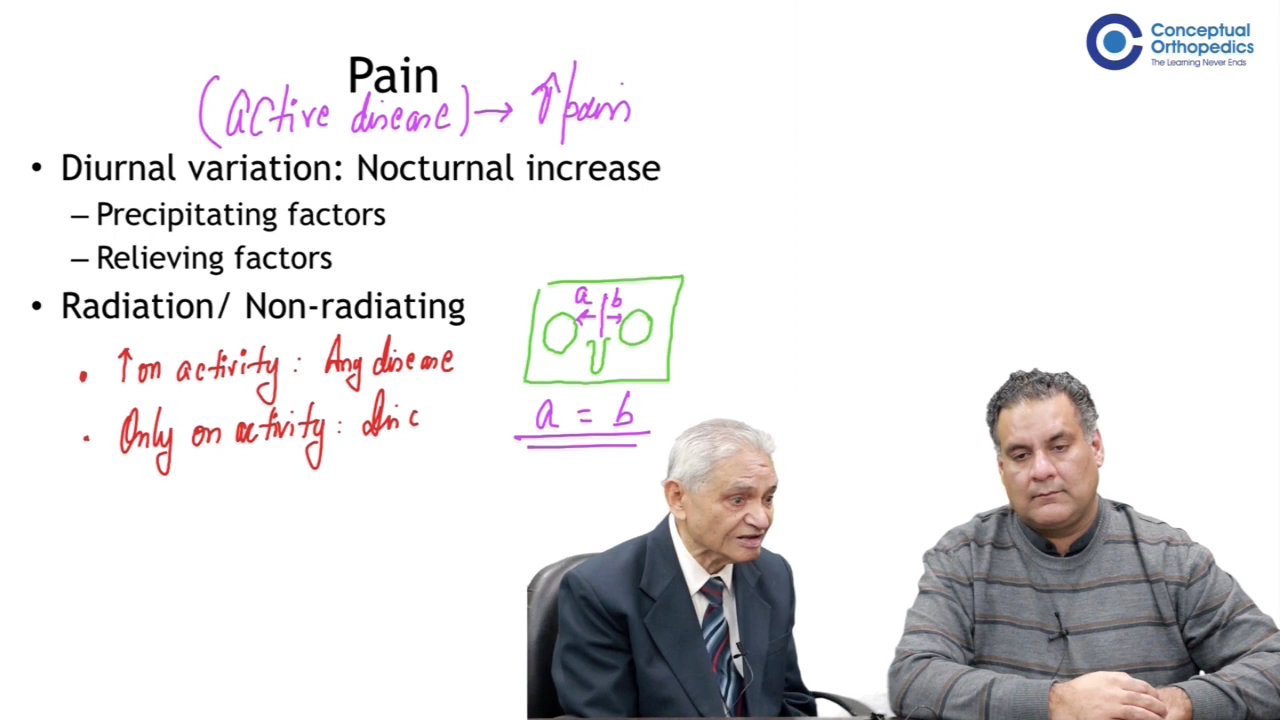 Conceptual
Orthopedics
The Learning Never Ends
Pain
(active disease) → ↑ pain
• Diurnal variation: Nocturnal increase
– Precipitating factors
– Relieving factors
• Radiation/ Non-radiating
a b
• ↑ on activity: Any disease
a = b
• Only on activity: